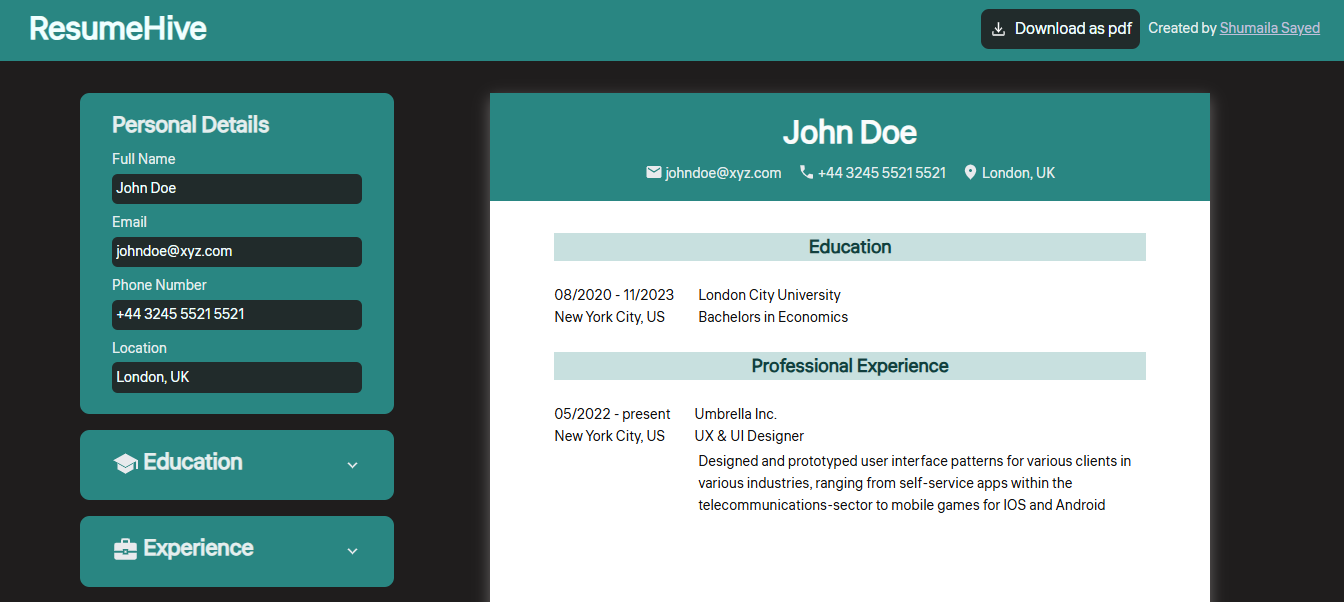 ResumeHive
Download as pdf
Created by Shumaila Sayed
Personal Details
Full Name
John Doe
Email
johndoe@xyz.com
Phone Number
+44 3245 5521 5521
Location
London, UK
Education
Experience
John Doe
johndoe@xyz.com +44 3245 5521 5521 London, UK
Education
08/2020 - 11/2023 London City University
New York City, US Bachelors in Economics
Professional Experience
05/2022 - present Umbrella Inc.
New York City, US UX & UI Designer
Designed and prototyped user interface patterns for various clients in
various industries, ranging from self-service apps within the
telecommunications-sector to mobile games for IOS and Android